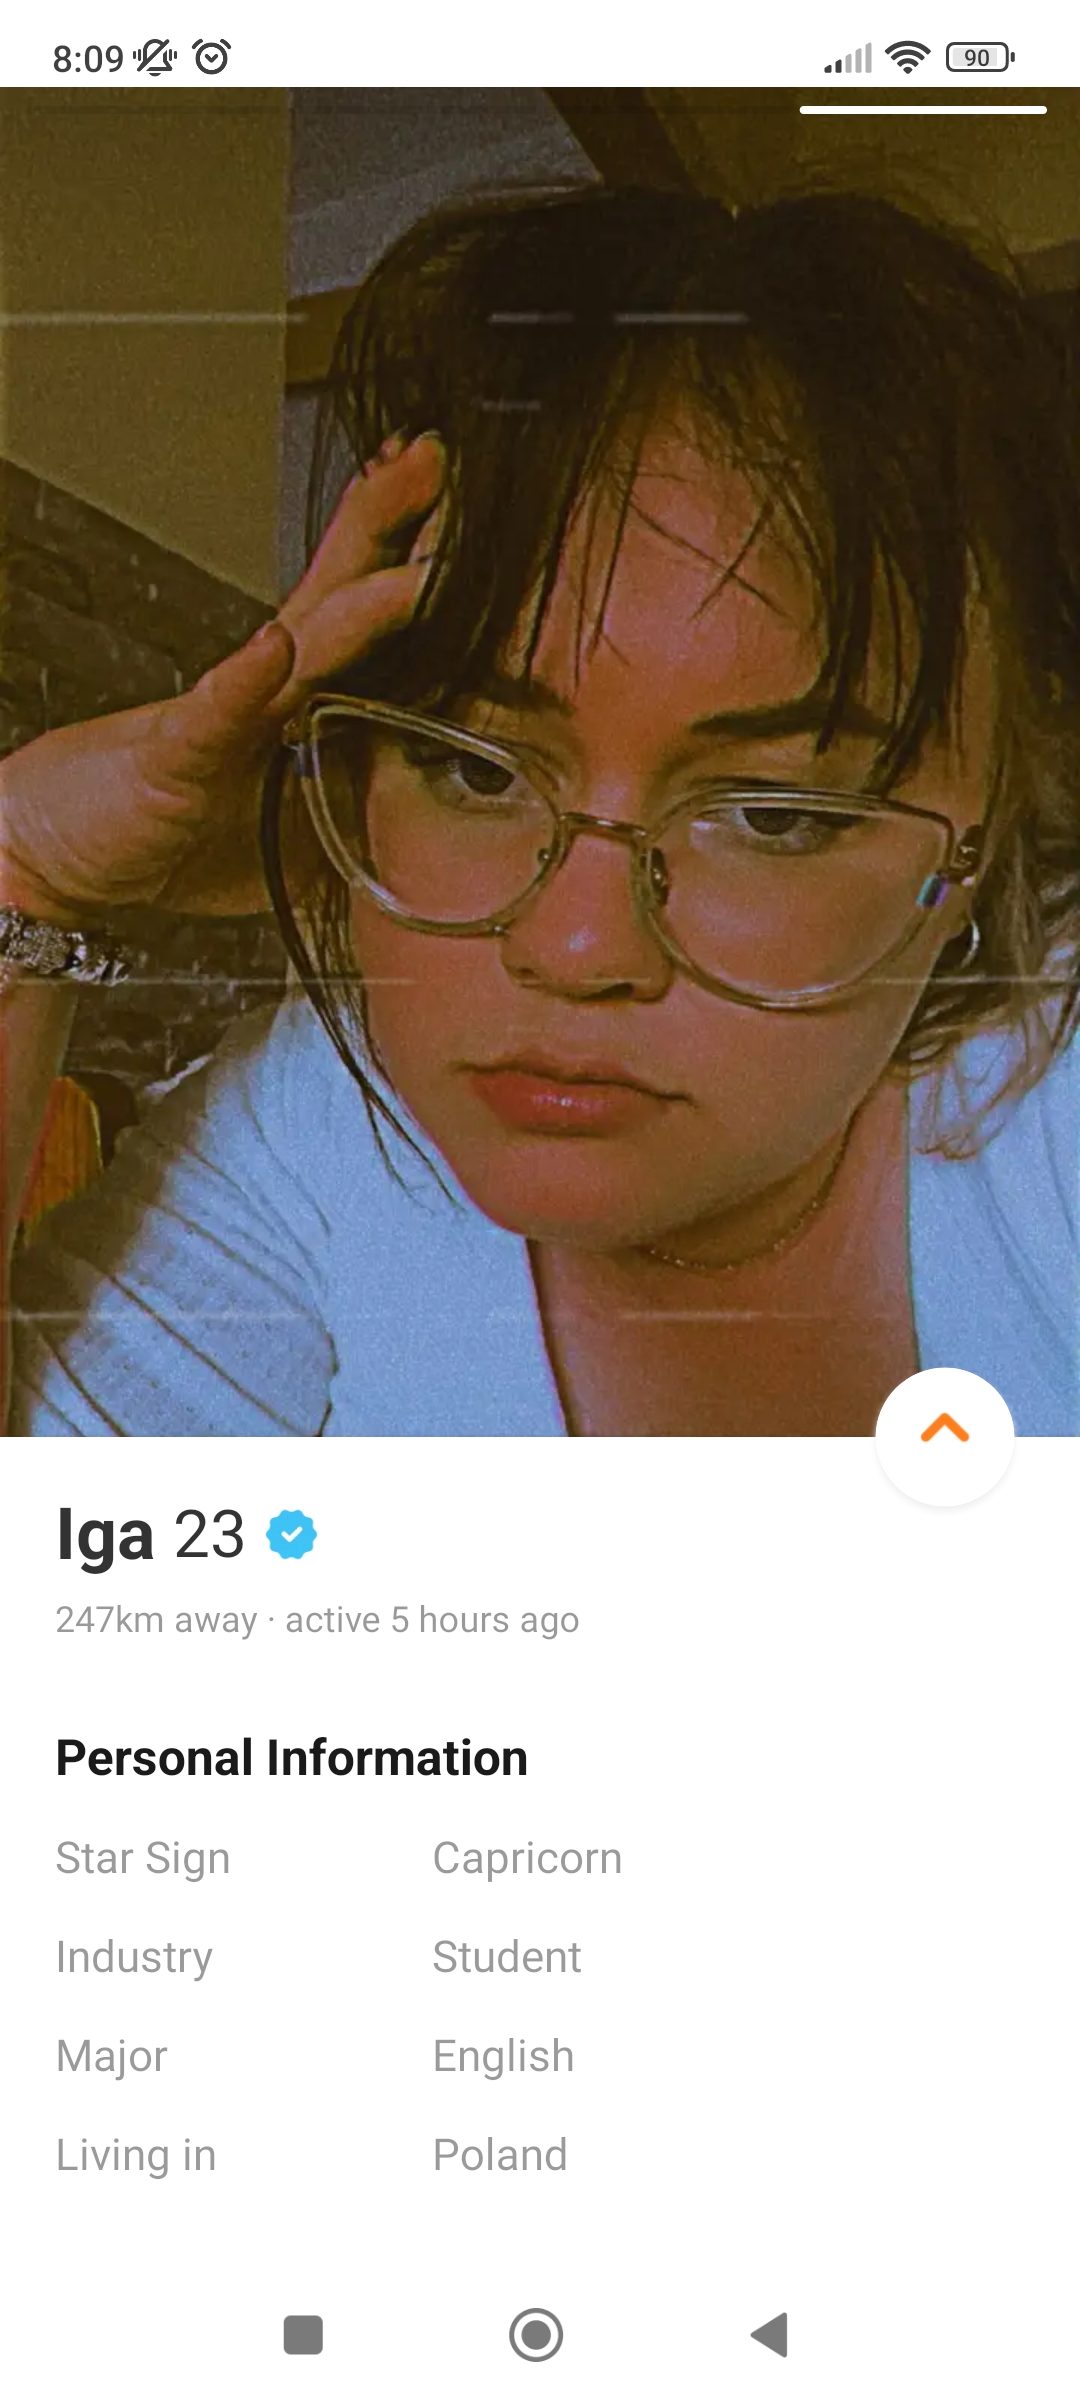 8:09
90
Iga 23
247km away · active 5 hours ago
Personal Information
Star Sign Capricorn
Industry Student
Major English
Living in Poland